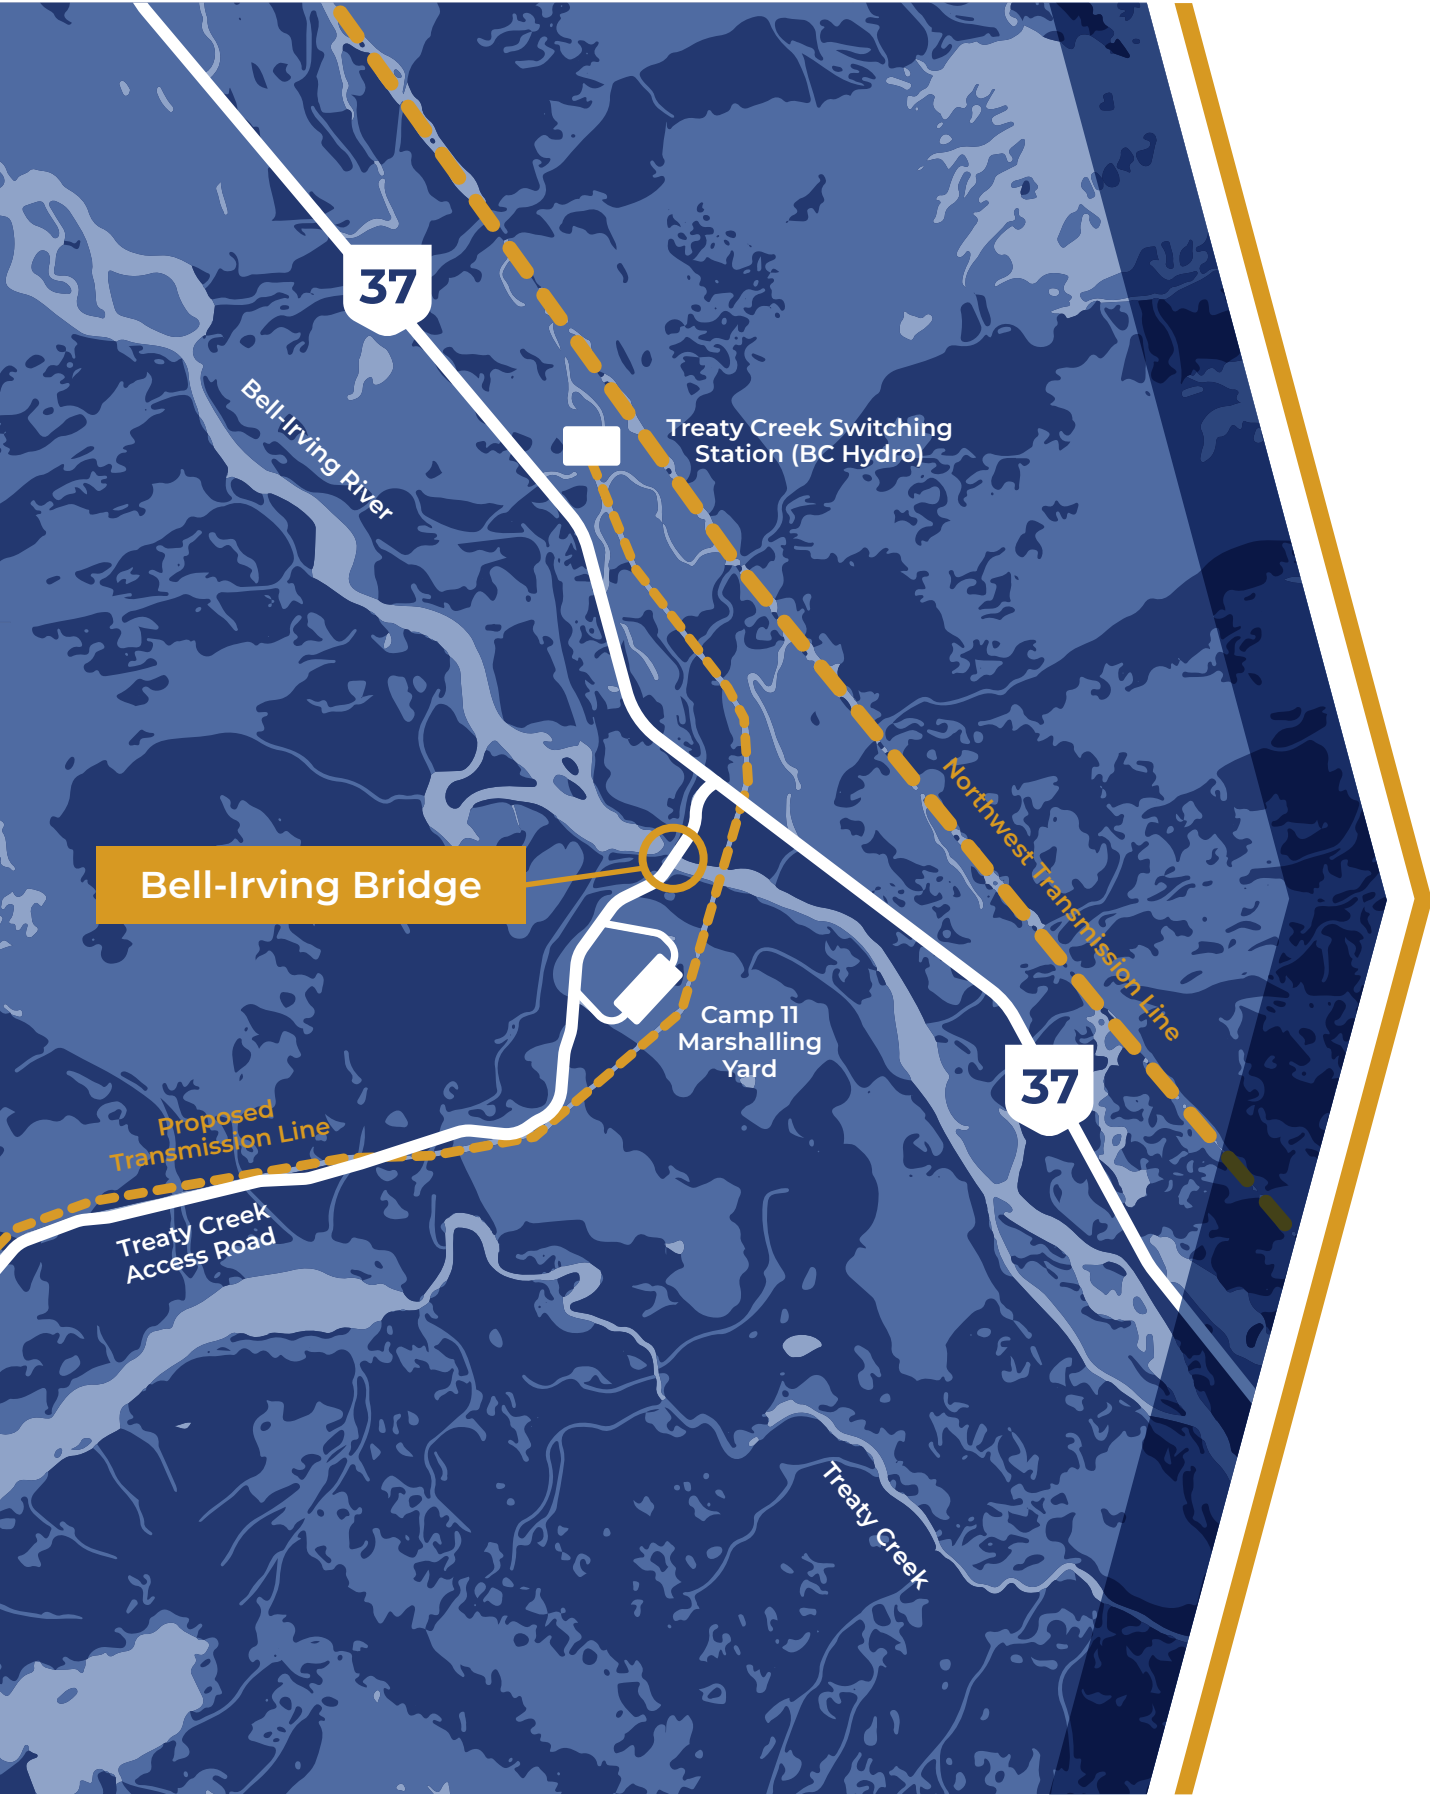 37
Bell-Irving River
Treaty Creek Switching
Station (BC Hydro)
Northwest Transmission Line
Bell-Irving Bridge
Camp 11
Marshalling
Yard
37
Proposed
Transmission Line
Treaty Creek
Access Road
Treaty Creek